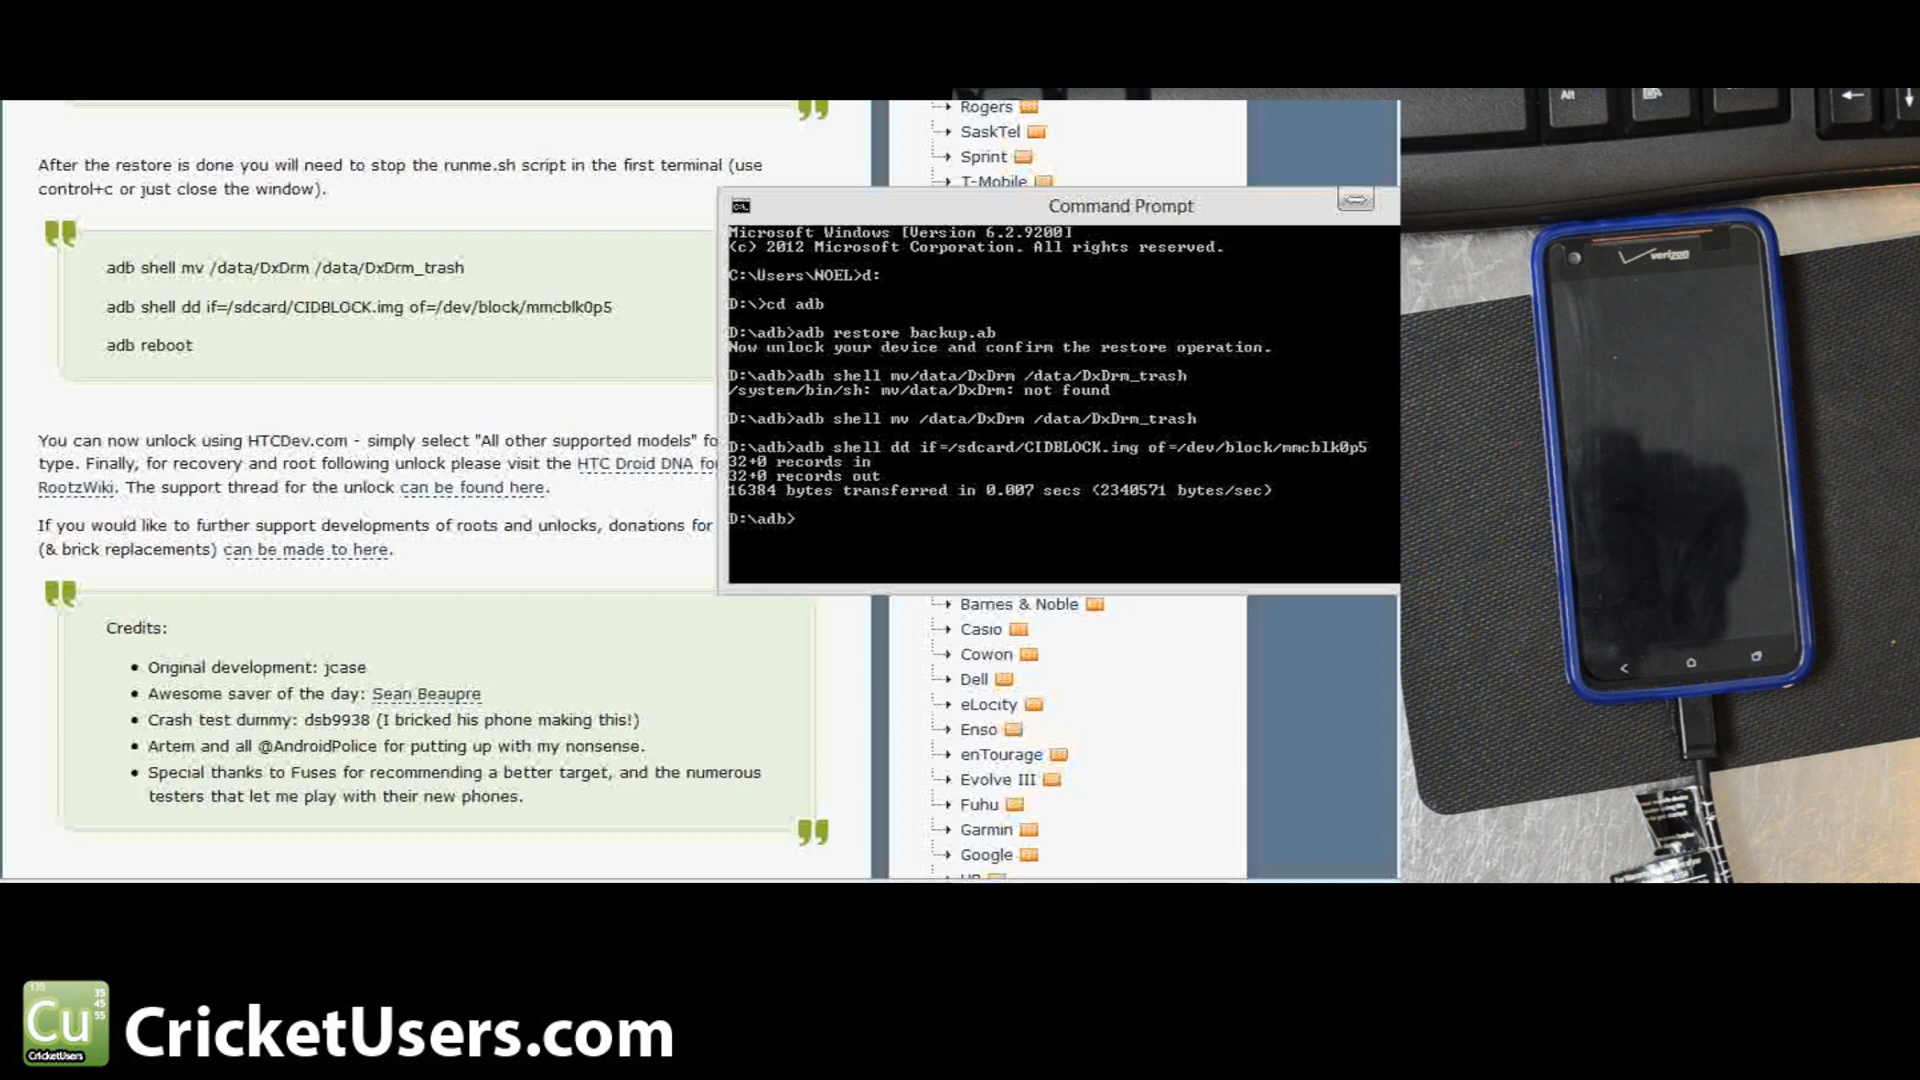 After the restore is done you will need to stop the runme.sh script in the first terminal (use
control+c or just close the window).
adb shell mv /data/DxDrm /data/DxDrm_trash
adb shell dd if=/sdcard/CIDBLOCK.img of=/dev/block/mmcblk0p5
adb reboot
You can now unlock using HTCDev.com - simply select "All other supported models" fo
type. Finally, for recovery and root following unlock please visit the HTC Droid DNA fo
RootzWiki. The support thread for the unlock can be found here.
If you would like to further support developments of roots and unlocks, donations for
(& brick replacements) can be made to here.
Credits:
Original development: jcase
Awesome saver of the day: Sean Beaupre
Crash test dummy: dsb9938 (I bricked his phone making this!)
Artem and all @AndroidPolice for putting up with my nonsense.
Special thanks to Fuses for recommending a better target, and the numerous
testers that let me play with their new phones.
Rogers
SaskTel
Sprint
T-Mobile
Command Prompt
Microsoft Windows [Version 6.2.9200]
(c) 2012 Microsoft Corporation. All rights reserved.
C:\Users\NOEL>d:
D:\>cd adb
D:\adb>adb restore backup.ab
Now unlock your device and confirm the restore operation.
D:\adb>adb shell mv/data/DxDrm /data/DxDrm_trash
/system/bin/sh: mv/data/DxDrm: not found
D:\adb>adb shell mv /data/DxDrm /data/DxDrm_trash
D:\adb>adb shell dd if=/sdcard/CIDBLOCK.img of=/dev/block/mmcblk0p5
32+0 records in
32+0 records out
16384 bytes transferred in 0.007 secs (2340571 bytes/sec)
D:\adb>
Barnes & Noble
Casio
Cowon
Dell
eLocity
Enso
enTourage
Evolve III
Fuhu
Garmin
Google
HP
Alt
verizon
135
35
45
55
Cu
CricketUsers
CricketUsers.com